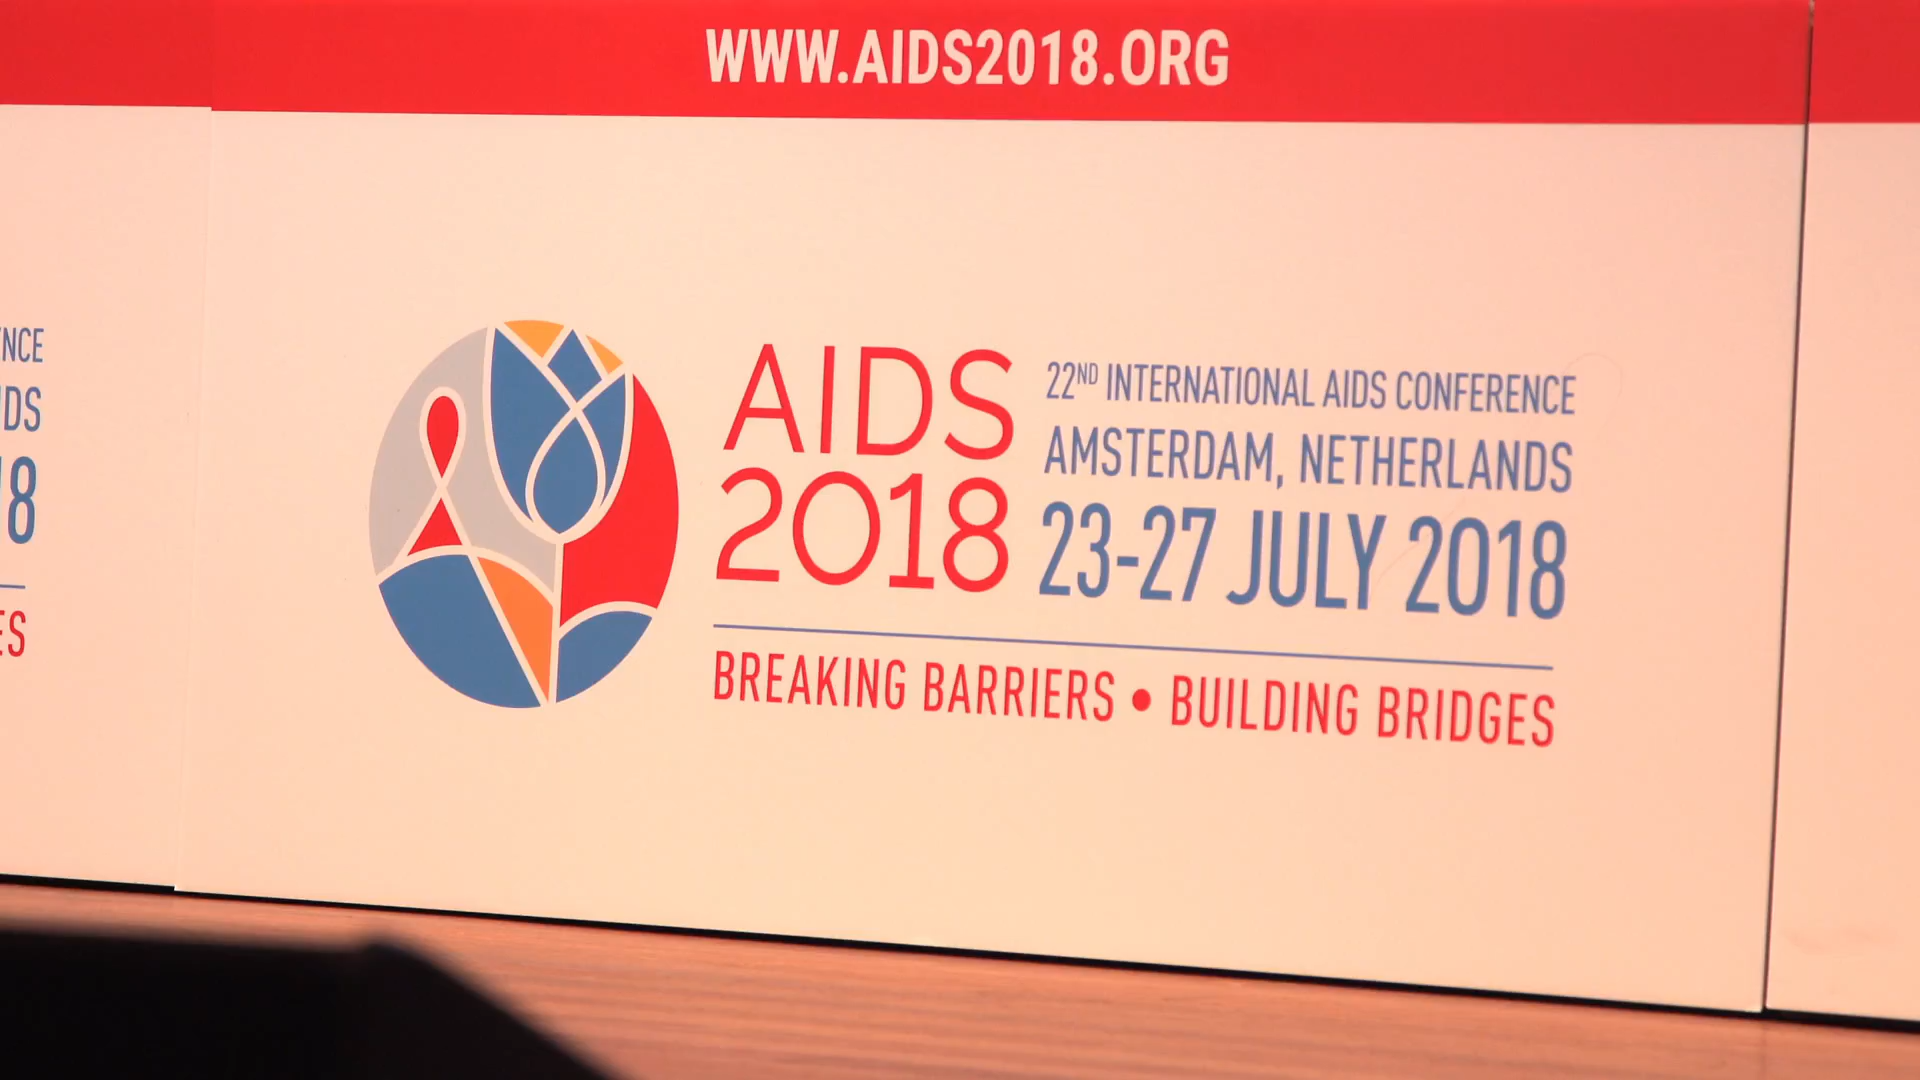 WWW.AIDS2018.ORG
AIDS
2018
22ND INTERNATIONAL AIDS CONFERENCE
AMSTERDAM, NETHERLANDS
23-27 JULY 2018
BREAKING BARRIERS • BUILDING BRIDGES